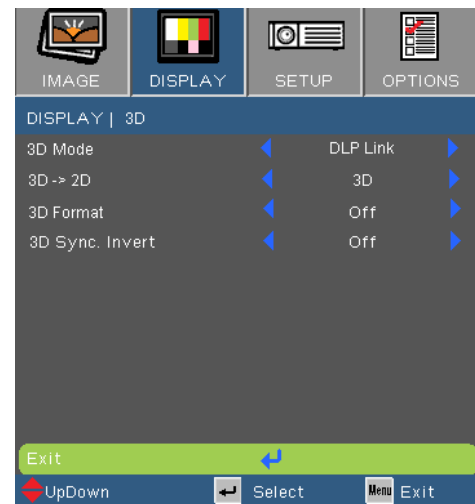 IMAGE DISPLAY SETUP OPTIONS
DISPLAY | 3D
3D Mode DLP Link
3D -> 2D 3D
3D Format Off
3D Sync. Invert Off
Exit
UpDown Select Menu Exit